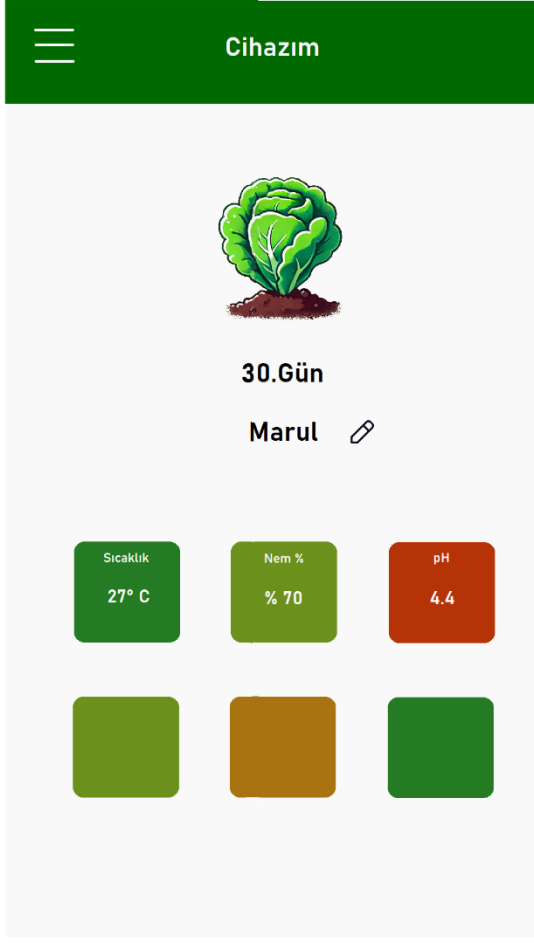 Cihazım
30.Gün
Marul
Sıcaklık
27° C
Nem %
% 70
pH
4.4